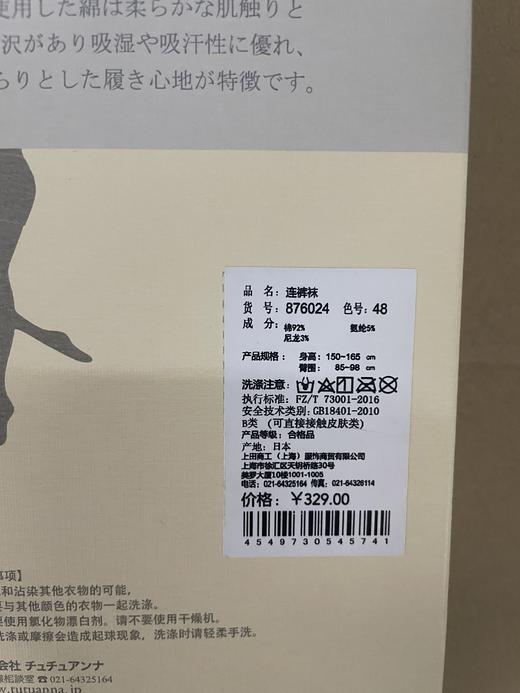 使用した綿は柔らかな肌触りと
沢があり吸湿や吸汗性に優れ、
らりとした履き心地が特徴です。
品 名：连裤袜
货 号：876024 色号：48
成 分：棉92% 氨纶5%
尼龙3%
产品规格：身高：150-165 cm
臀围：85-98 cm
洗涤注意：
执行标准：FZ/T 73001-2016
安全技术类别：GB18401-2010
B类 (可直接接触皮肤类)
产品等级：合格品
产地：日本
上田商工（上海）服饰商贸有限公司
上海市徐汇区天钥桥路30号
美罗大厦10楼1001-1005
电话：021-64325164 传真：021-64326114
价格：￥329.00
4549730545741
事项】
和沾染其他衣物的可能，
要与其他颜色的衣物一起洗涤。
要使用氯化物漂白剂。请不要使用干燥机。
洗涤或摩擦会造成起球现象，洗涤时请轻柔手洗。
会社 チュチュアンナ
様相談室 ☎ 021-64325164
www.tutuanna.jp